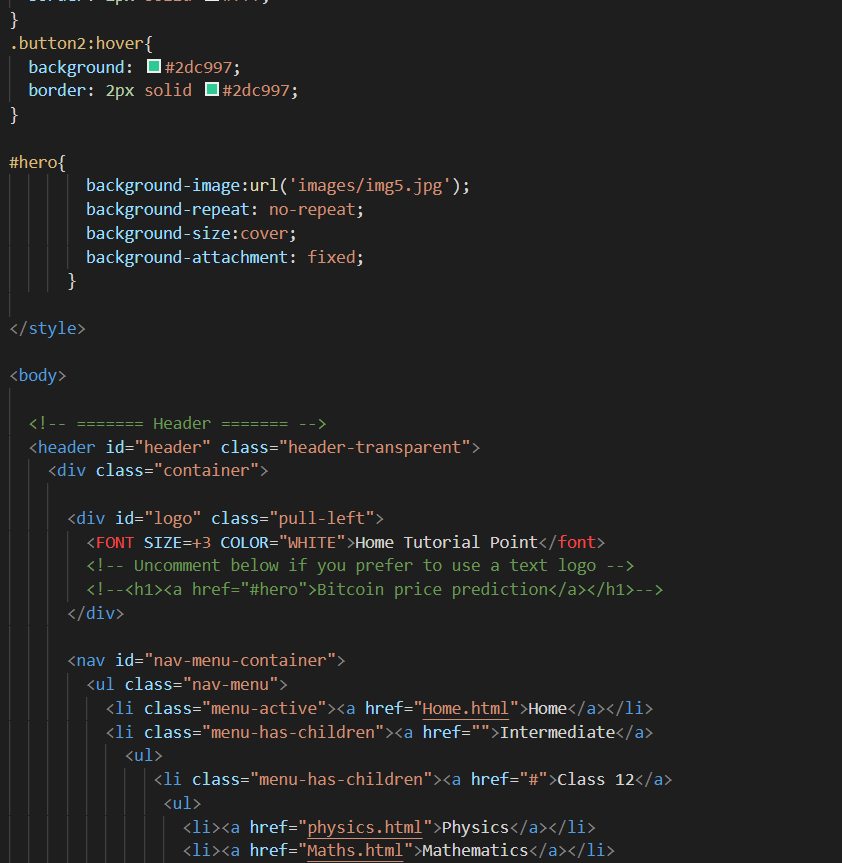 }
.button2:hover{
background: #2dc997;
border: 2px solid #2dc997;
}
#hero{
background-image:url('images/img5.jpg');
background-repeat: no-repeat;
background-size:cover;
background-attachment: fixed;
}
</style>
<body>
<!-- ======= Header ======= -->
<header id="header" class="header-transparent">
<div class="container">
<div id="logo" class="pull-left">
<FONT SIZE=+3 COLOR="WHITE">Home Tutorial Point</font>
<!-- Uncomment below if you prefer to use a text logo -->
<!--<h1><a href="#hero">Bitcoin price prediction</a></h1>-->
</div>
<nav id="nav-menu-container">
<ul class="nav-menu">
<li class="menu-active"><a href="Home.html">Home</a></li>
<li class="menu-has-children"><a href="">Intermediate</a>
<ul>
<li class="menu-has-children"><a href="#">Class 12</a>
<ul>
<li><a href="physics.html">Physics</a></li>
<li><a href="Maths.html">Mathematics</a></li>